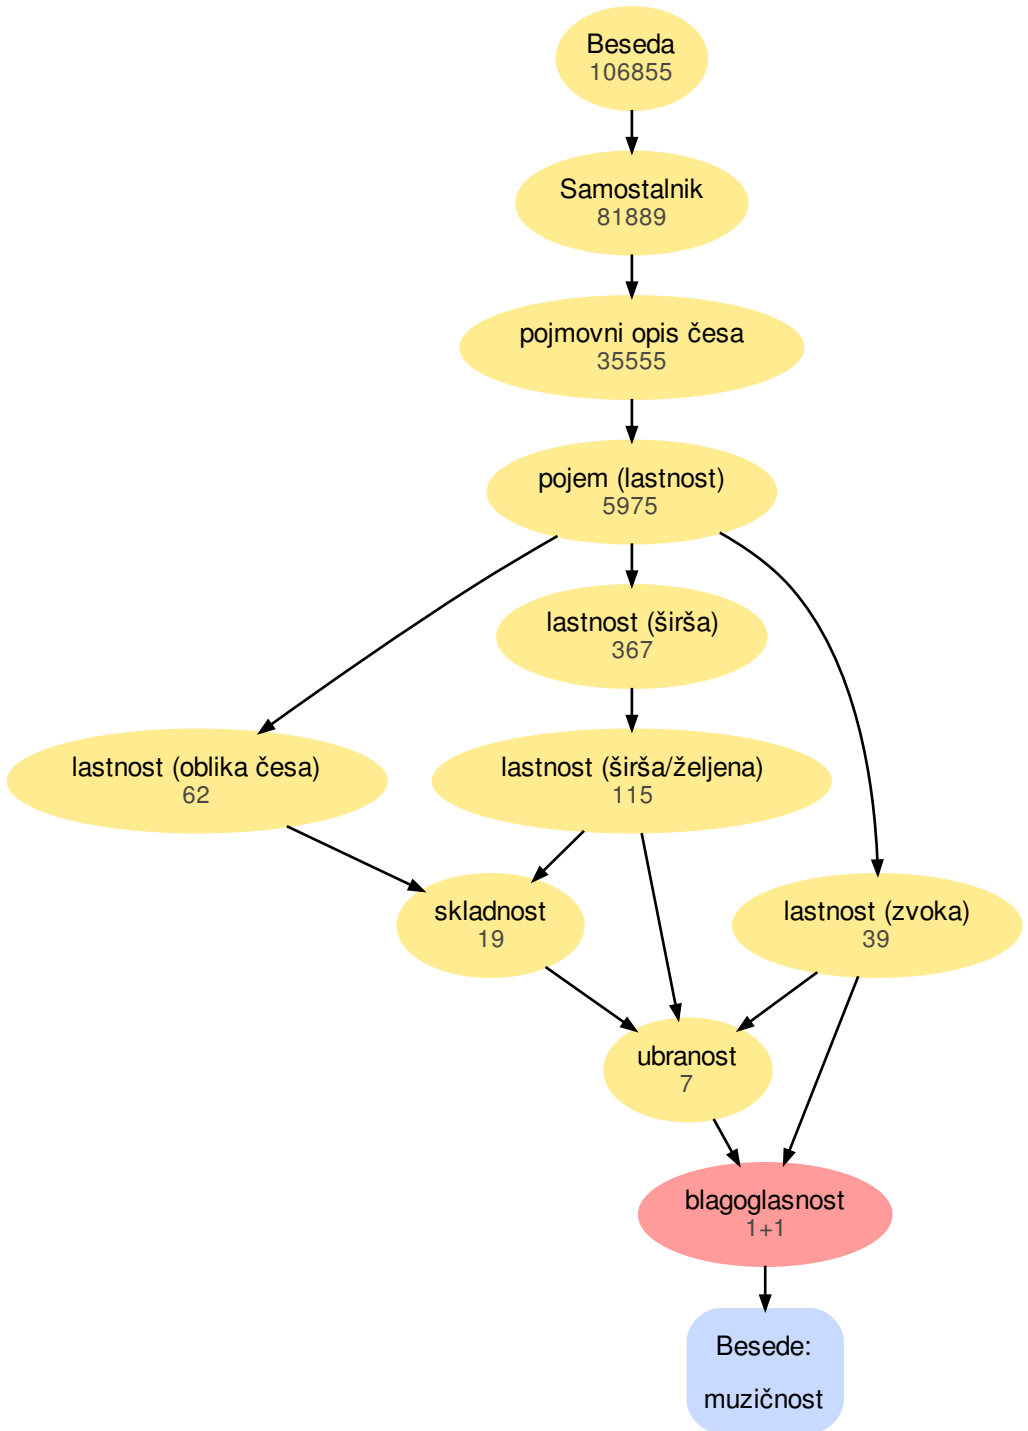 Beseda
106855
Samostalnik
81889
pojmovni opis česa
35555
pojem (lastnost)
5975
lastnost (širša)
367
lastnost (oblika česa)
62
lastnost (širša/željena)
115
skladnost
19
lastnost (zvoka)
39
ubranost
7
blagoglasnost
1+1
Besede:
muzičnost